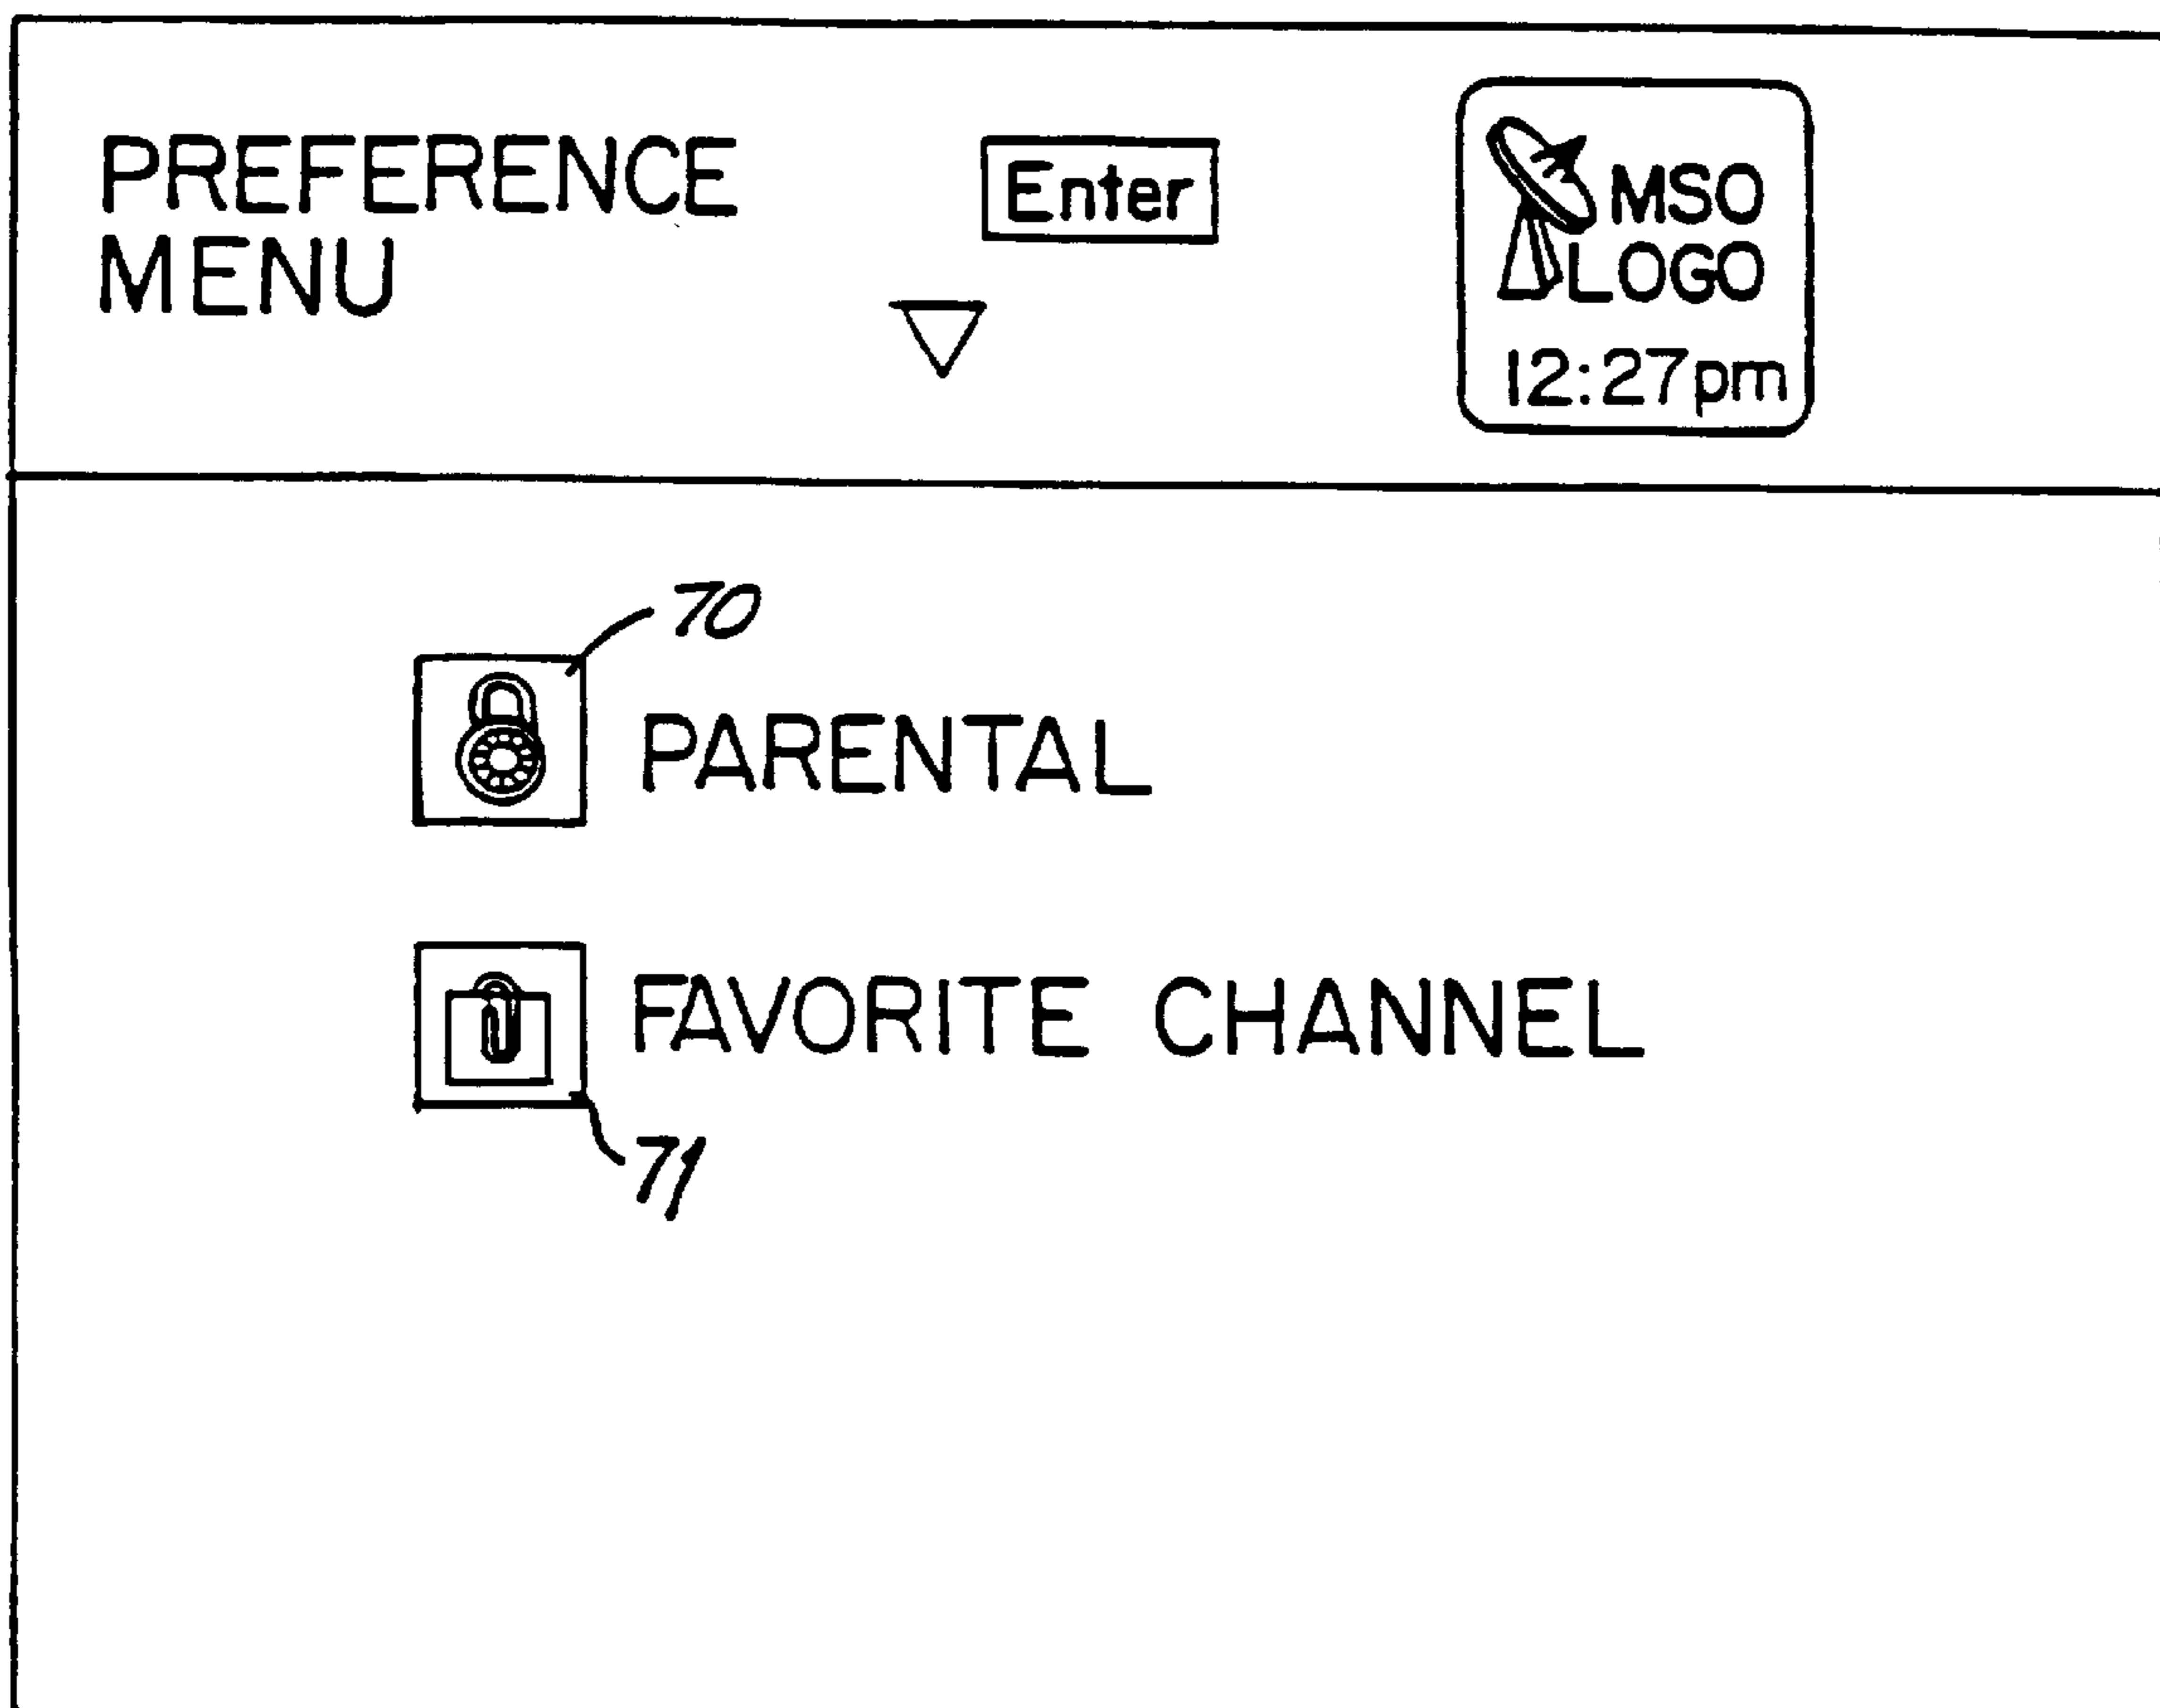 PREFERENCE
MENU
Enter
MSO
LOGO
12:27pm
70
PARENTAL
FAVORITE CHANNEL
71